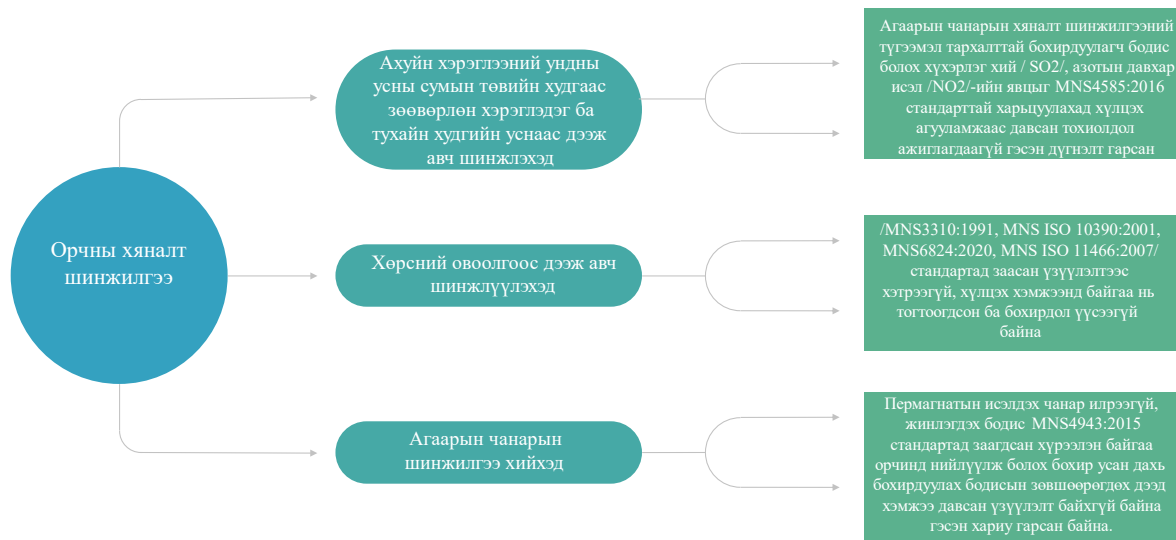 Орчны хяналт
шинжилгээ
Ахуйн хэрэглээний ундны
усны сумын төвийн худгаас
зөөвөрлөн хэрэглэдэг ба
тухайн худгийн уснаас дээж
авч шинжлэхэд
Агаарын чанарын хяналт шинжилгээний
түгээмэл тархалттай бохирдуулагч бодис
болох хүхэрлэг хий / SO2/, азотын давхар
исэл /NO2/-ийн явцыг MNS4585:2016
стандарттай харьцуулахад хүлцэх
агууламжаас давсан тохиолдол
ажиглагдаагүй гэсэн дүгнэлт гарсан
Хөрсний овоолгоос дээж авч
шинжлүүлэхэд
/MNS3310:1991, MNS ISO 10390:2001,
MNS6824:2020, MNS ISO 11466:2007/
стандартад заасан үзүүлэлтээс
хэтрээгүй, хүлцэх хэмжээнд байгаа нь
тогтоогдсон ба бохирдол үүсээгүй
байна
Агаарын чанарын
шинжилгээ хийхэд
Пермагнатын исэлдэх чанар илрээгүй,
жинлэгдэх бодис MNS4943:2015
стандартад заагдсан хүрээлэн байгаа
орчинд нийлүүлж болох бохир усан дахь
бохирдуулах бодисын зөвшөөрөгдөх дээд
хэмжээ давсан үзүүлэлт байхгүй байна
гэсэн хариу гарсан байна.